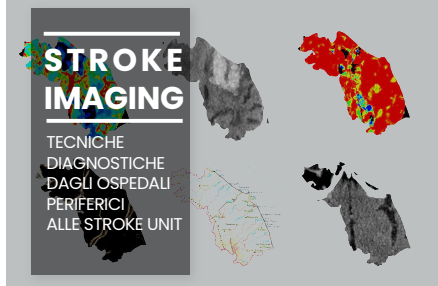 STROKE
IMAGING
TECNICHE
DIAGNOSTICHE
DAGLI OSPEDALI
PERIFERICI
ALLE STROKE UNIT